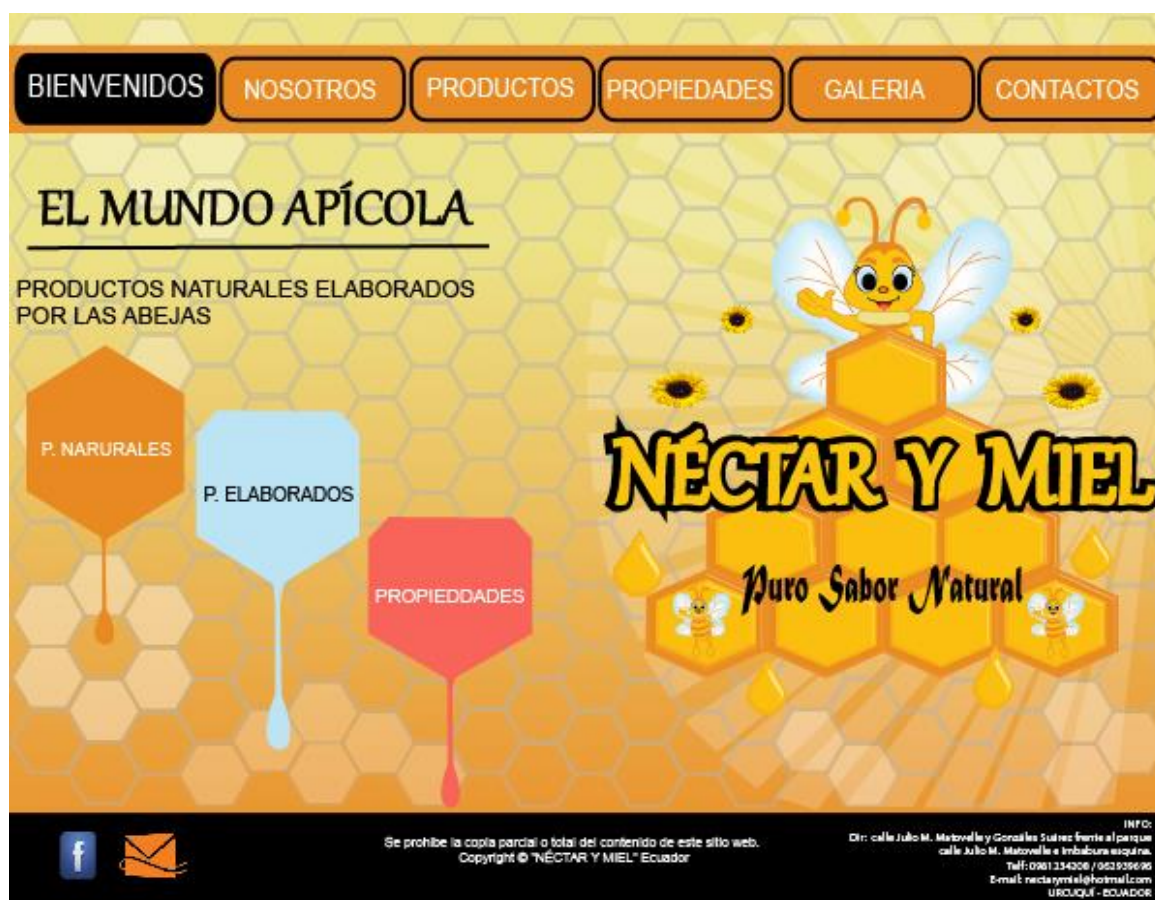 BIENVENIDOS
NOSOTROS
PRODUCTOS
PROPIEDADES
GALERIA
CONTACTOS
EL MUNDO APÍCOLA
PRODUCTOS NATURALES ELABORADOS
POR LAS ABEJAS
P. NARURALES
P. ELABORADOS
PROPIEDDADES
NÉCTAR Y MIEL
Puro Sabor Natural
Se prohibe la copia parcial o total del contenido de este sitio web.
Copyright © "NÉCTAR Y MIEL" Ecuador
INFO:
Dir: calle Julio M. Matovelle y Gonzáles Suárez frente al parque
calle Julio M. Matovelle e Imbabura esquina.
Telf: 0981234208 / 062939696
E-mail: nectarymiel@hotmail.com
URCUQUÍ - ECUADOR